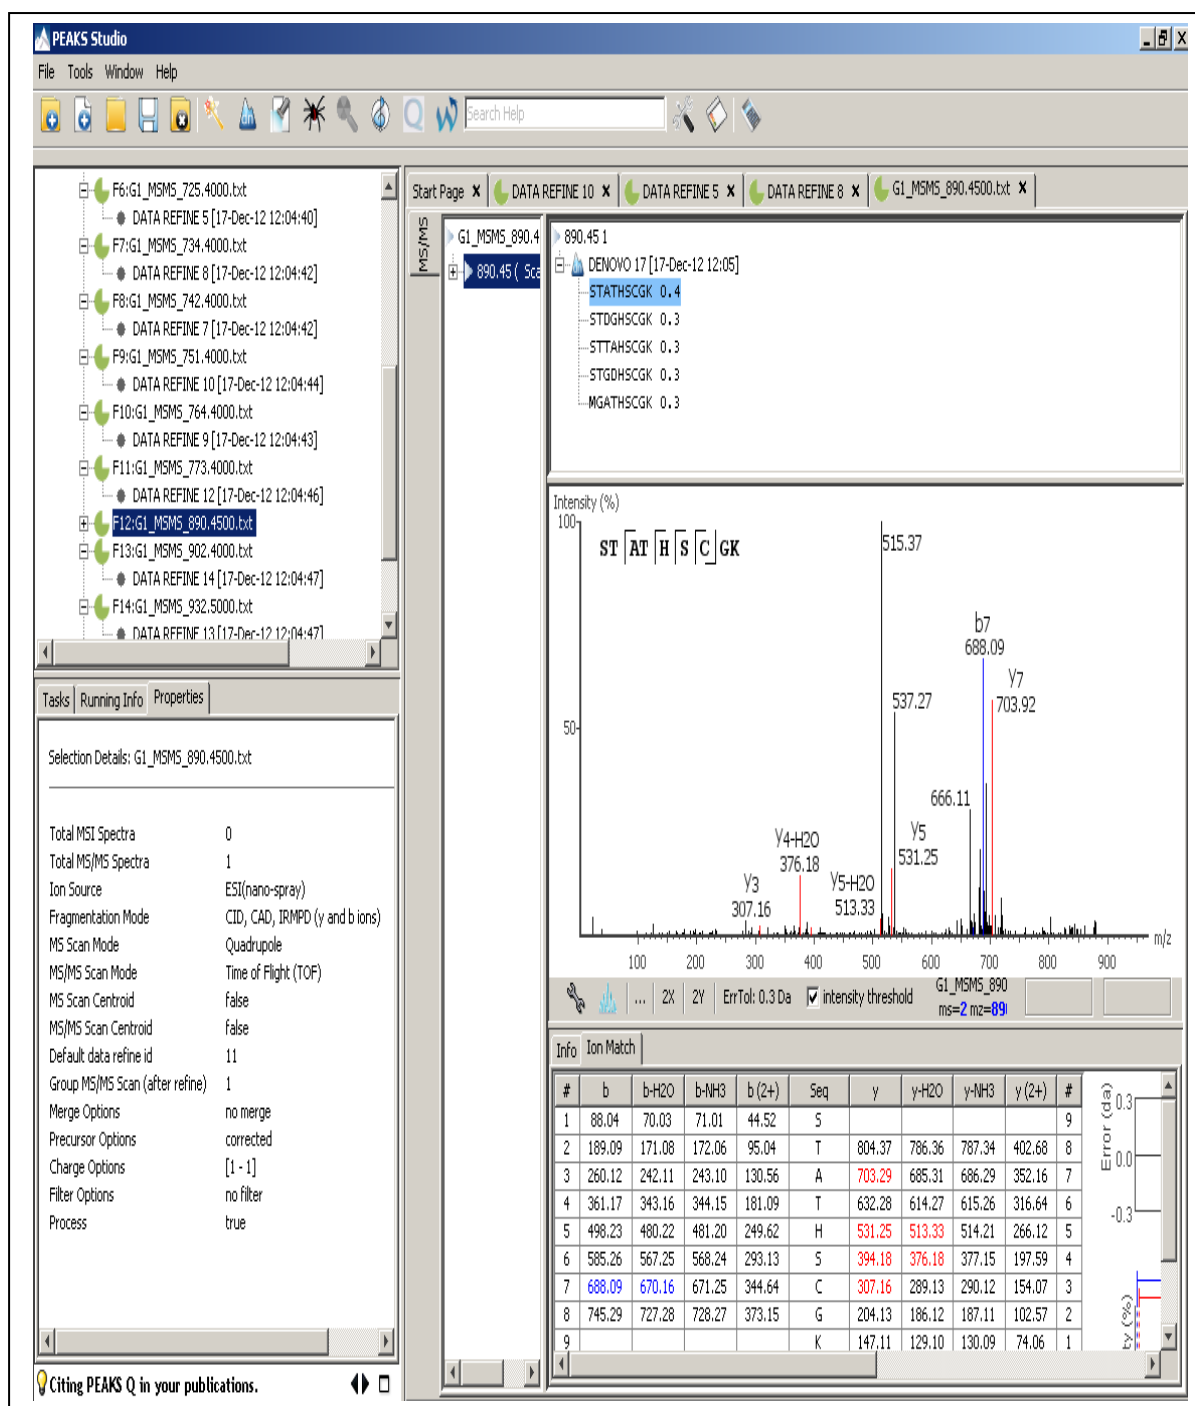 PEAKS Studio
File Tools Window Help
Search Help
F6:G1_MSMS_725.4000.txt
DATA REFINE 5 [17-Dec-12 12:04:40]
F7:G1_MSMS_734.4000.txt
DATA REFINE 8 [17-Dec-12 12:04:42]
F8:G1_MSMS_742.4000.txt
DATA REFINE 7 [17-Dec-12 12:04:42]
F9:G1_MSMS_751.4000.txt
DATA REFINE 10 [17-Dec-12 12:04:44]
F10:G1_MSMS_764.4000.txt
DATA REFINE 9 [17-Dec-12 12:04:43]
F11:G1_MSMS_773.4000.txt
DATA REFINE 12 [17-Dec-12 12:04:46]
F12:G1_MSMS_890.4500.txt
F13:G1_MSMS_902.4000.txt
DATA REFINE 14 [17-Dec-12 12:04:47]
F14:G1_MSMS_932.5000.txt
DATA REFINE 13 [17-Dec-12 12:04:47]
Tasks Running Info Properties
Selection Details: G1_MSMS_890.4500.txt
Total MSI Spectra 0
Total MS/MS Spectra 1
Ion Source ESI(nano-spray)
Fragmentation Mode CID, CAD, IRMPD (y and b ions)
MS Scan Mode Quadrupole
MS/MS Scan Mode Time of Flight (TOF)
MS Scan Centroid false
MS/MS Scan Centroid false
Default data refine id 11
Group MS/MS Scan (after refine) 1
Merge Options no merge
Precursor Options corrected
Charge Options [1 - 1]
Filter Options no filter
Process true
Citing PEAKS Q in your publications.
Start Page DATA REFINE 10 DATA REFINE 5 DATA REFINE 8 G1_MSMS_890.4500.txt
MS/MS
G1_MSMS_890.4
890.45 ( Sca
890.45 1
DENOVO 17 [17-Dec-12 12:05]
STATHSCGK 0.4
STDGHSCGK 0.3
STTAHSCGK 0.3
STGDHSCGK 0.3
MGATHSCGK 0.3
Intensity (%)
100
ST AT H S C GK
515.37
b7
688.09
y7
703.92
537.27
50
666.11
y5
531.25
y4-H2O
376.18
y5-H2O
513.33
y3
307.16
m/z
100 200 300 400 500 600 700 800 900
... 2X 2Y ErrTol: 0.3 Da intensity threshold G1_MSMS_890
ms=2 mz=89
Info Ion Match
# b b-H2O b-NH3 b (2+) Seq y y-H2O y-NH3 y (2+) #
1 88.04 70.03 71.01 44.52 S 9
2 189.09 171.08 172.06 95.04 T 804.37 786.36 787.34 402.68 8
3 260.12 242.11 243.10 130.56 A 703.29 685.31 686.29 352.16 7
4 361.17 343.16 344.15 181.09 T 632.28 614.27 615.26 316.64 6
5 498.23 480.22 481.20 249.62 H 531.25 513.33 514.21 266.12 5
6 585.26 567.25 568.24 293.13 S 394.18 376.18 377.15 197.59 4
7 688.09 670.16 671.25 344.64 C 307.16 289.13 290.12 154.07 3
8 745.29 727.28 728.27 373.15 G 204.13 186.12 187.11 102.57 2
9 K 147.11 129.10 130.09 74.06 1
Error (da)
0.3
0.0
-0.3
ty (%)